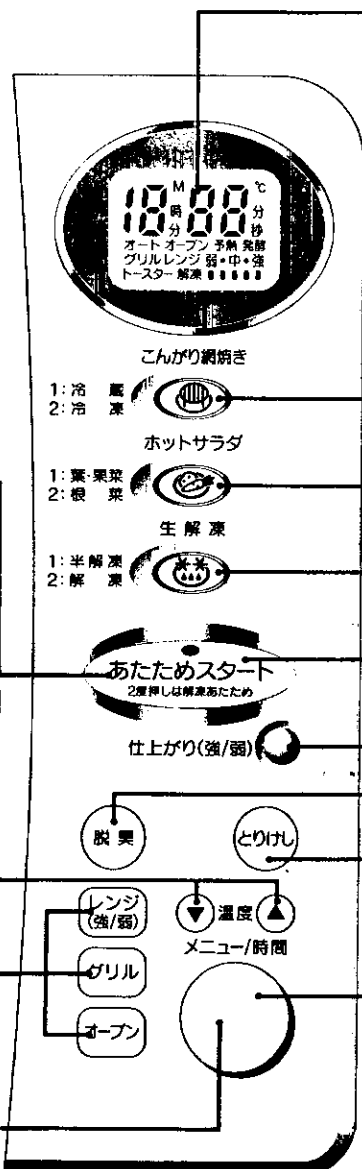 M ℃
18 時 88 分
分 秒
オート オーブン 予熱 発酵
グリル レンジ 弱・中・強
トースター 解凍
こんがり網焼き
1:冷 蔵
2:冷 凍
ホットサラダ
1:葉・果菜
2:根 菜
生解凍
1:半解凍
2:解 凍
あたためスタート
2度押しは解凍あたため
仕上がり(強/弱)
脱臭
とりけし
レンジ
(強/弱)
▼ 温度 ▲
メニュー/時間
グリル
オーブン